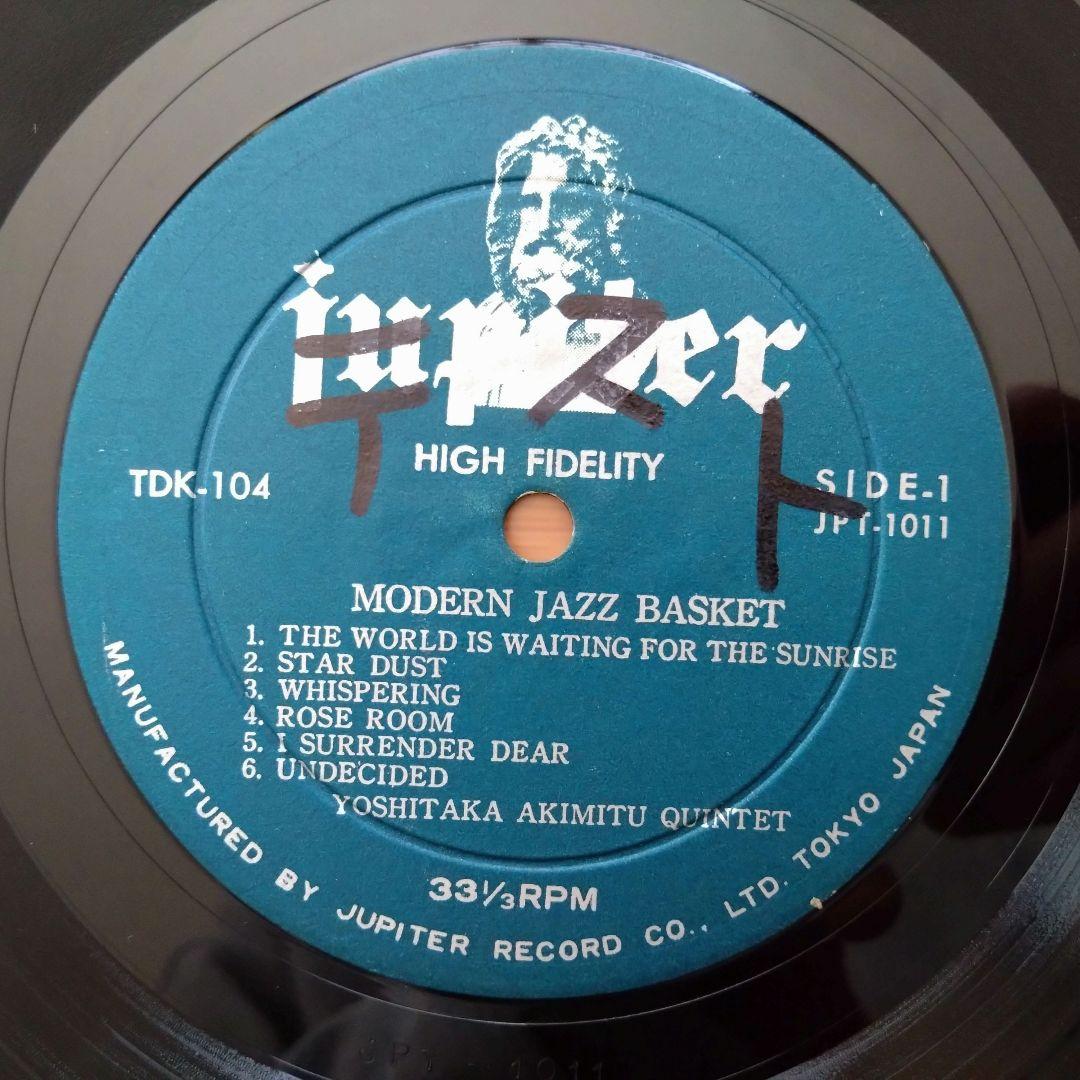 jupiter
テスト
HIGH FIDELITY
TDK-104
SIDE-1
JPT-1011
MODERN JAZZ BASKET
1. THE WORLD IS WAITING FOR THE SUNRISE
2. STAR DUST
3. WHISPERING
4. ROSE ROOM
5. I SURRENDER DEAR
6. UNDECIDED
YOSHITAKA AKIMITU QUINTET
33⅓RPM
MANUFACTURED BY JUPITER RECORD CO., LTD. TOKYO JAPAN
JPT-1011